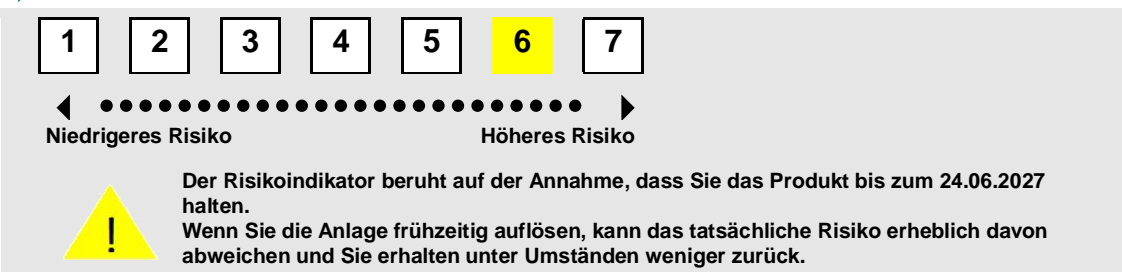 1 2 3 4 5 6 7
Niedrigeres Risiko Höheres Risiko
Der Risikoindikator beruht auf der Annahme, dass Sie das Produkt bis zum 24.06.2027
halten.
! Wenn Sie die Anlage frühzeitig auflösen, kann das tatsächliche Risiko erheblich davon
abweichen und Sie erhalten unter Umständen weniger zurück.